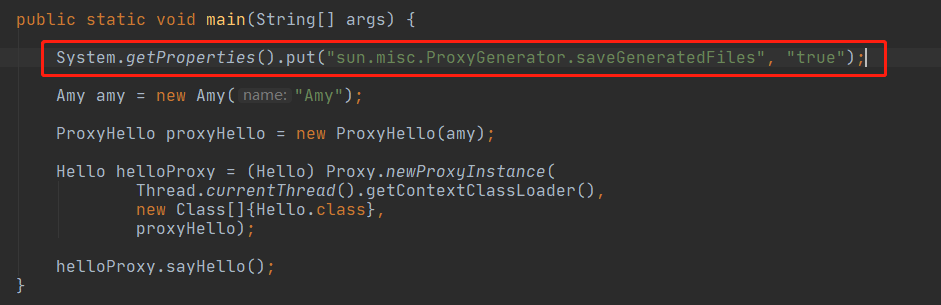 public static void main(String[] args) {
System.getProperties().put("sun.misc.ProxyGenerator.saveGeneratedFiles", "true");
Amy amy = new Amy( name: "Amy");
ProxyHello proxyHello = new ProxyHello(amy);
Hello helloProxy = (Hello) Proxy.newProxyInstance(
Thread.currentThread().getContextClassLoader(),
new Class[]{Hello.class},
proxyHello);
helloProxy.sayHello();
}